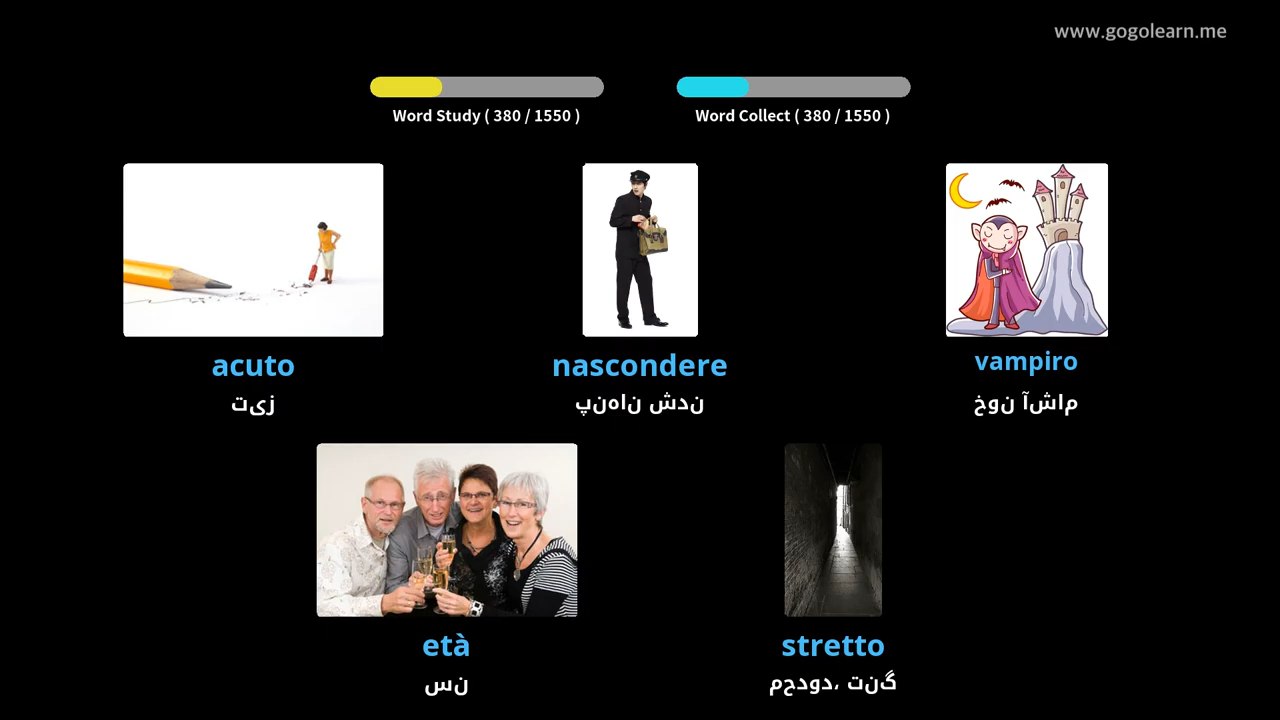 www.gogolearn.me
Word Study ( 380 / 1550 )
Word Collect ( 380 / 1550 )
acuto
تیز
nascondere
پنهان شدن
vampiro
خون آشام
età
سن
stretto
محدود، تنگ